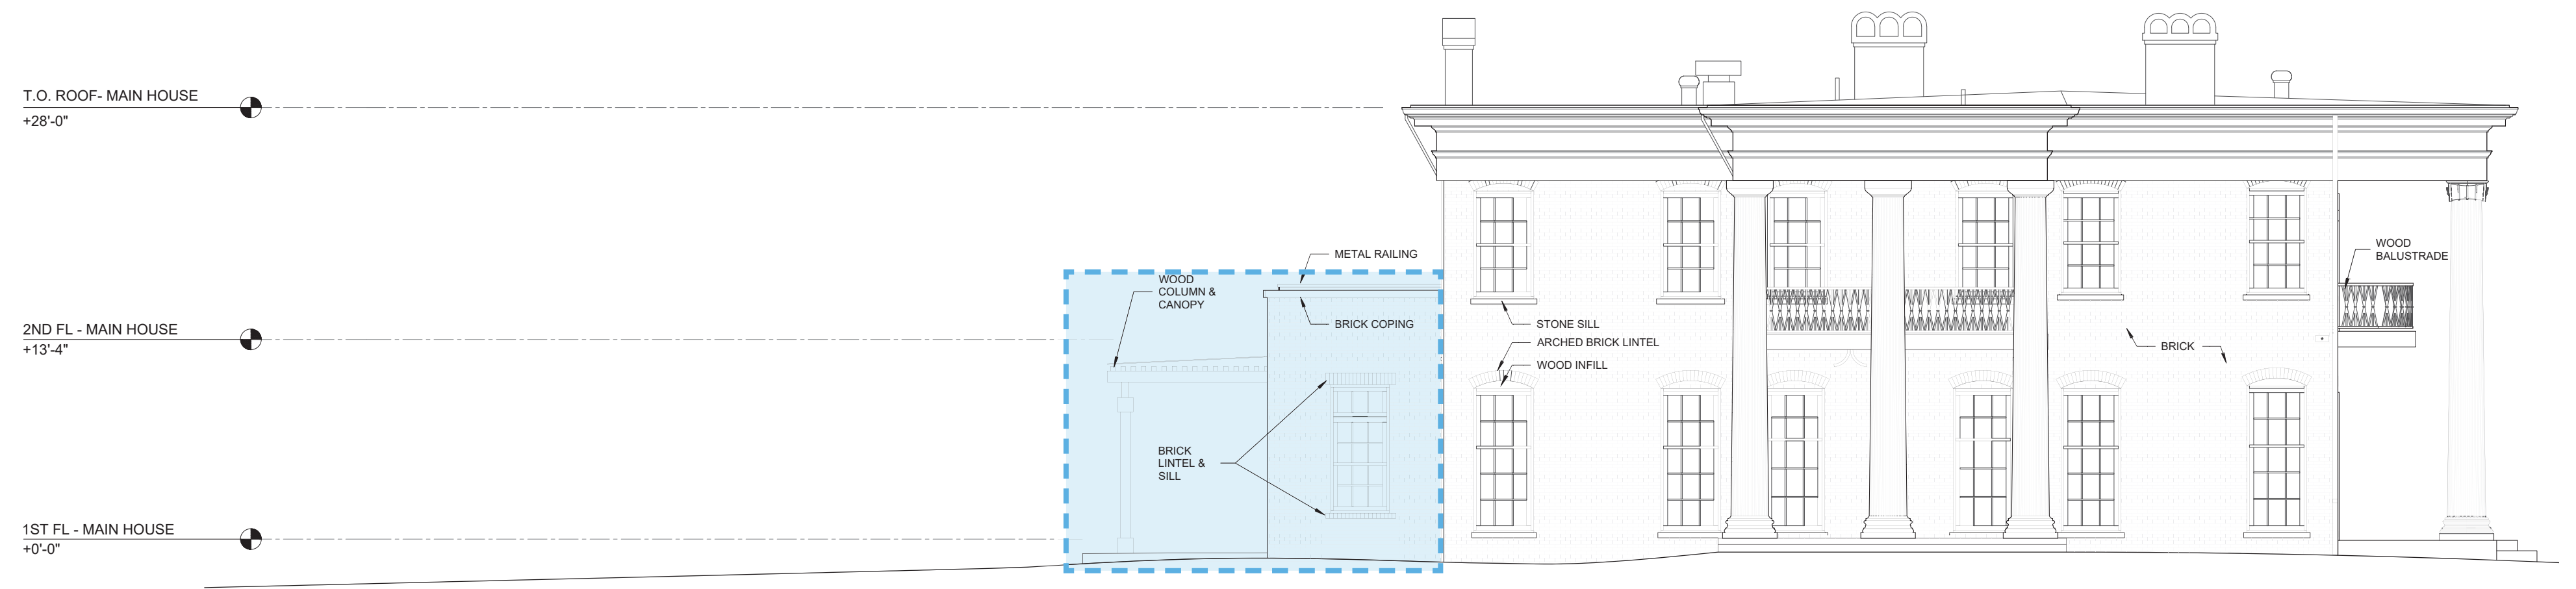 T.O. ROOF- MAIN HOUSE
+28'-0"
METAL RAILING
WOOD
BALUSTRADE
WOOD
COLUMN &
CANOPY
2ND FL - MAIN HOUSE
+13'-4"
BRICK COPING
STONE SILL
ARCHED BRICK LINTEL
BRICK
WOOD INFILL
BRICK
LINTEL &
SILL
1ST FL - MAIN HOUSE
+0'-0"